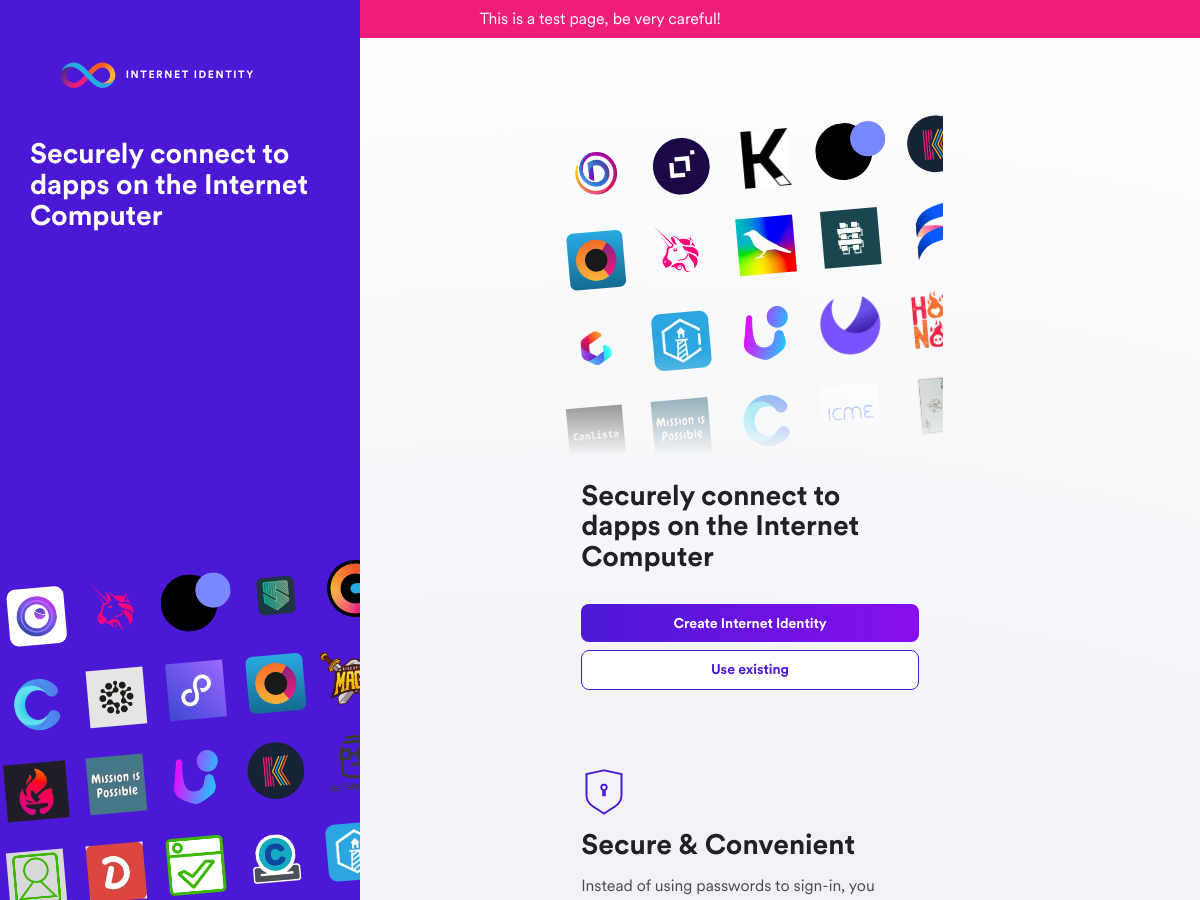 This is a test page, be very careful!
INTERNET IDENTITY
Securely connect to
dapps on the Internet
Computer
Canlista
Mission is
Possible
ICME
Securely connect to
dapps on the Internet
Computer
Create Internet Identity
Use existing
Mission is
Possible
Secure & Convenient
Instead of using passwords to sign-in, you